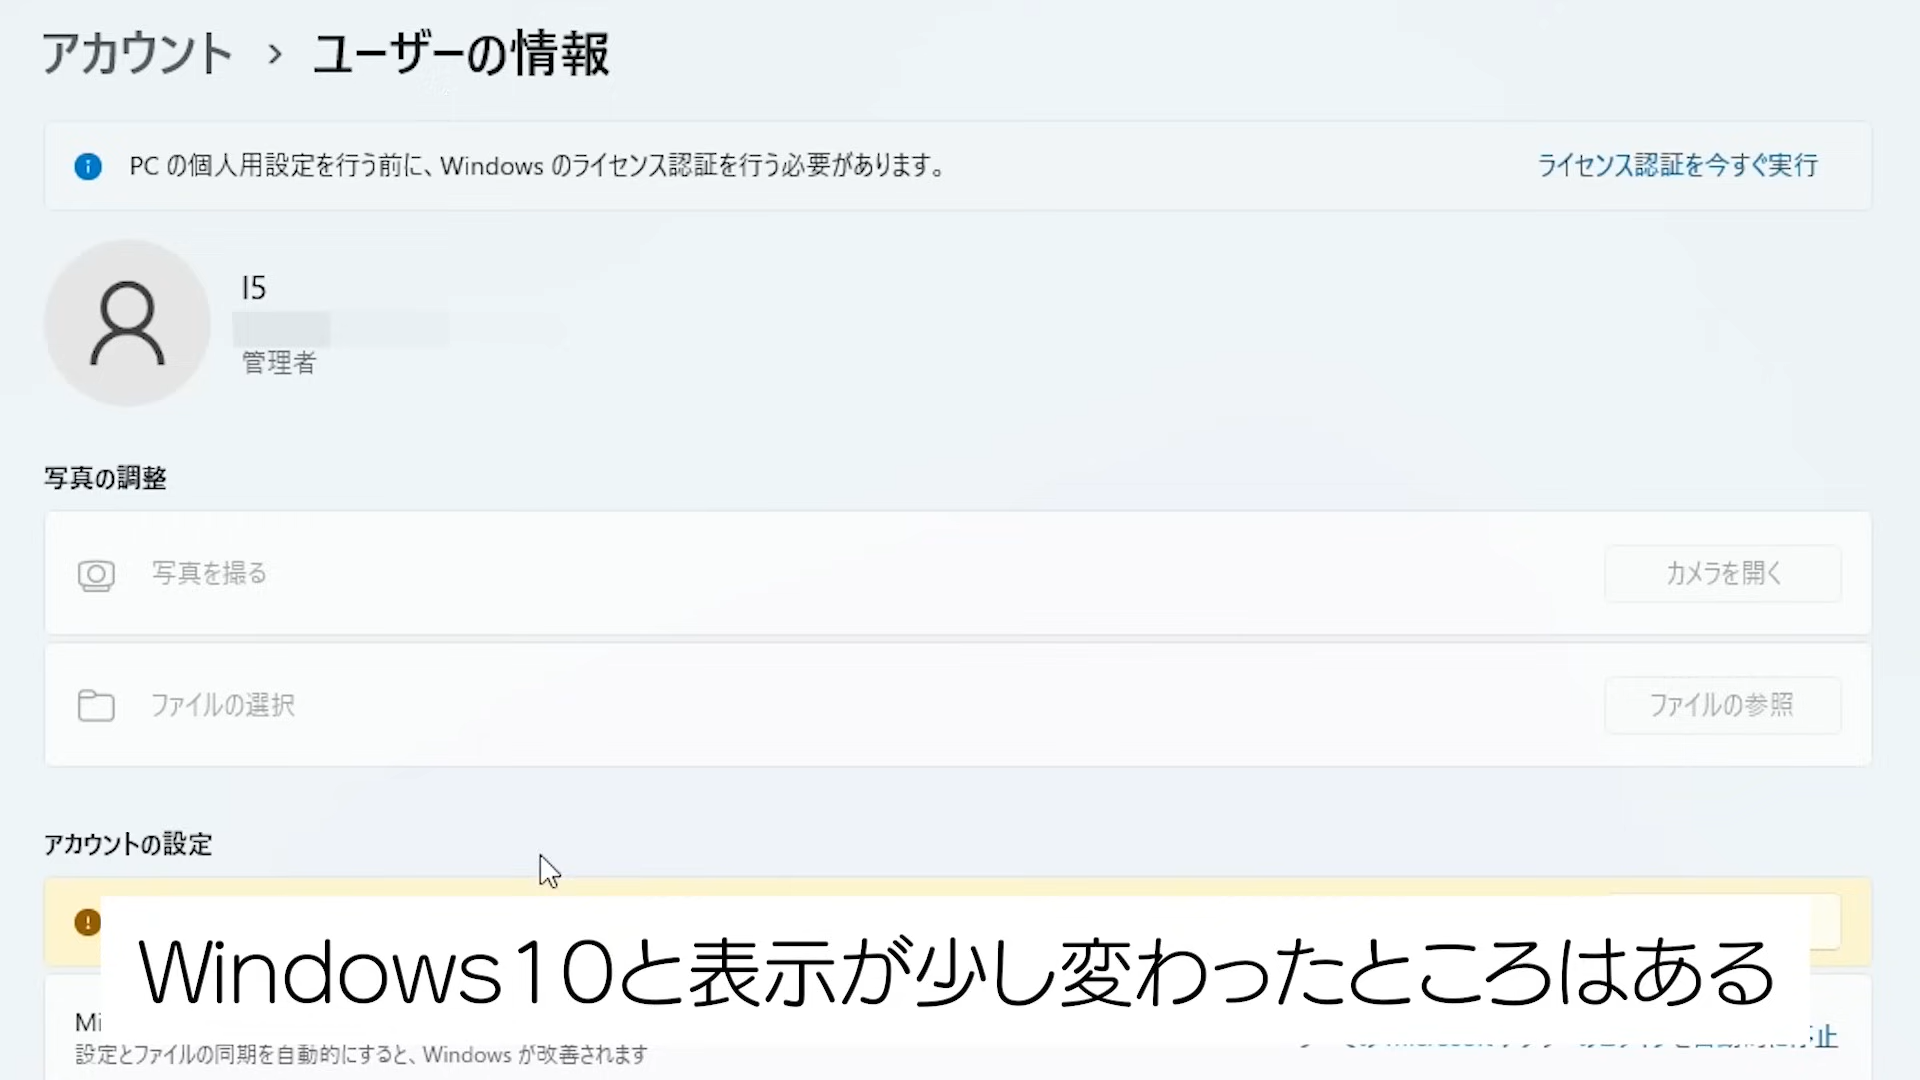 アカウント › ユーザーの情報
PC の個人用設定を行う前に、Windows のライセンス認証を行う必要があります。
ライセンス認証を今すぐ実行
I5
管理者
写真の調整
写真を撮る
カメラを開く
ファイルの選択
ファイルの参照
アカウントの設定
Windows10と表示が少し変わったところはある
設定とファイルの同期を自動的にすると、Windows が改善されます